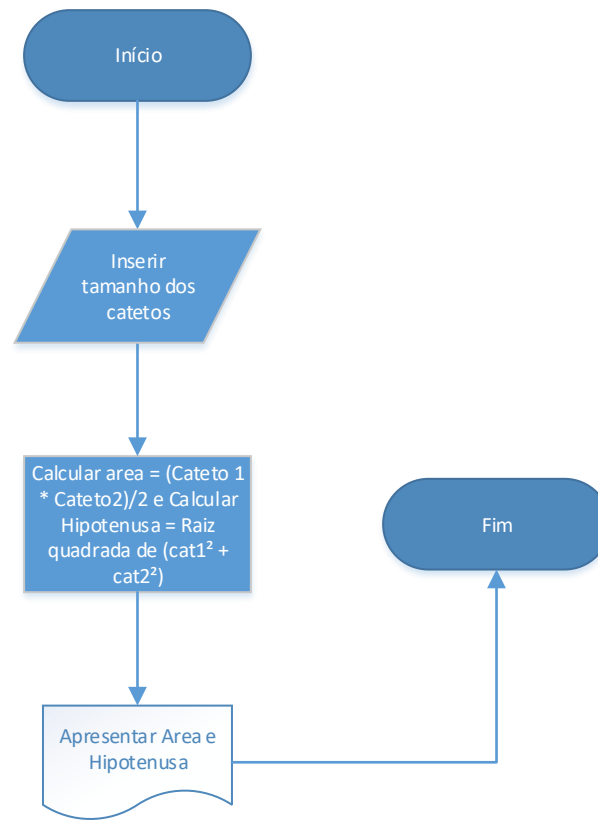 Início
Inserir
tamanho dos
catetos
Calcular area = (Cateto 1
* Cateto2)/2 e Calcular
Hipotenusa = Raiz
quadrada de (cat1² +
cat2²)
Fim
Apresentar Area e
Hipotenusa